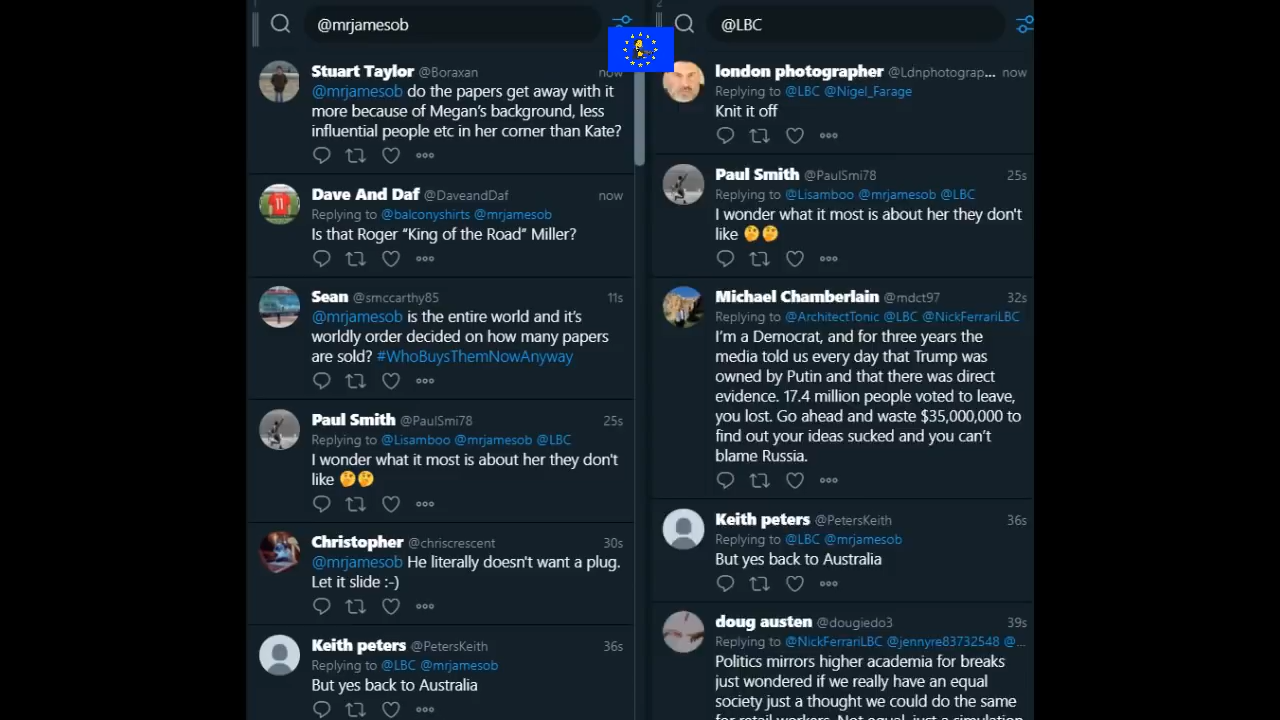 1
@mrjamesob
Stuart Taylor @Boraxan now
@mrjamesob do the papers get away with it
more because of Megan's background, less
influential people etc in her corner than Kate?
Dave And Daf @DaveandDaf now
Replying to @balconyshirts @mrjamesob
Is that Roger “King of the Road” Miller?
Sean @smccarthy85 11s
@mrjamesob is the entire world and it’s
worldly order decided on how many papers
are sold? #WhoBuysThemNowAnyway
Paul Smith @PaulSmi78 25s
Replying to @Lisamboo @mrjamesob @LBC
I wonder what it most is about her they don't
like 🤔🤔
Christopher @chriscrescent 30s
@mrjamesob He literally doesn't want a plug.
Let it slide :-)
Keith peters @PetersKeith 36s
Replying to @LBC @mrjamesob
But yes back to Australia
2
@LBC
london photographer @Ldnphotograp... now
Replying to @LBC @Nigel_Farage
Knit it off
Paul Smith @PaulSmi78 25s
Replying to @Lisamboo @mrjamesob @LBC
I wonder what it most is about her they don't
like 🤔🤔
Michael Chamberlain @mdct97 32s
Replying to @ArchitectTonic @LBC @NickFerrariLBC
I’m a Democrat, and for three years the
media told us every day that Trump was
owned by Putin and that there was direct
evidence. 17.4 million people voted to leave,
you lost. Go ahead and waste $35,000,000 to
find out your ideas sucked and you can’t
blame Russia.
Keith peters @PetersKeith 36s
Replying to @LBC @mrjamesob
But yes back to Australia
doug austen @dougiedo3 39s
Replying to @NickFerrariLBC @jennyre83732548 @...
Politics mirrors higher academia for breaks
just wondered if we really have an equal
society just a thought we could do the same
for retail workers. Not equal, just a simulation